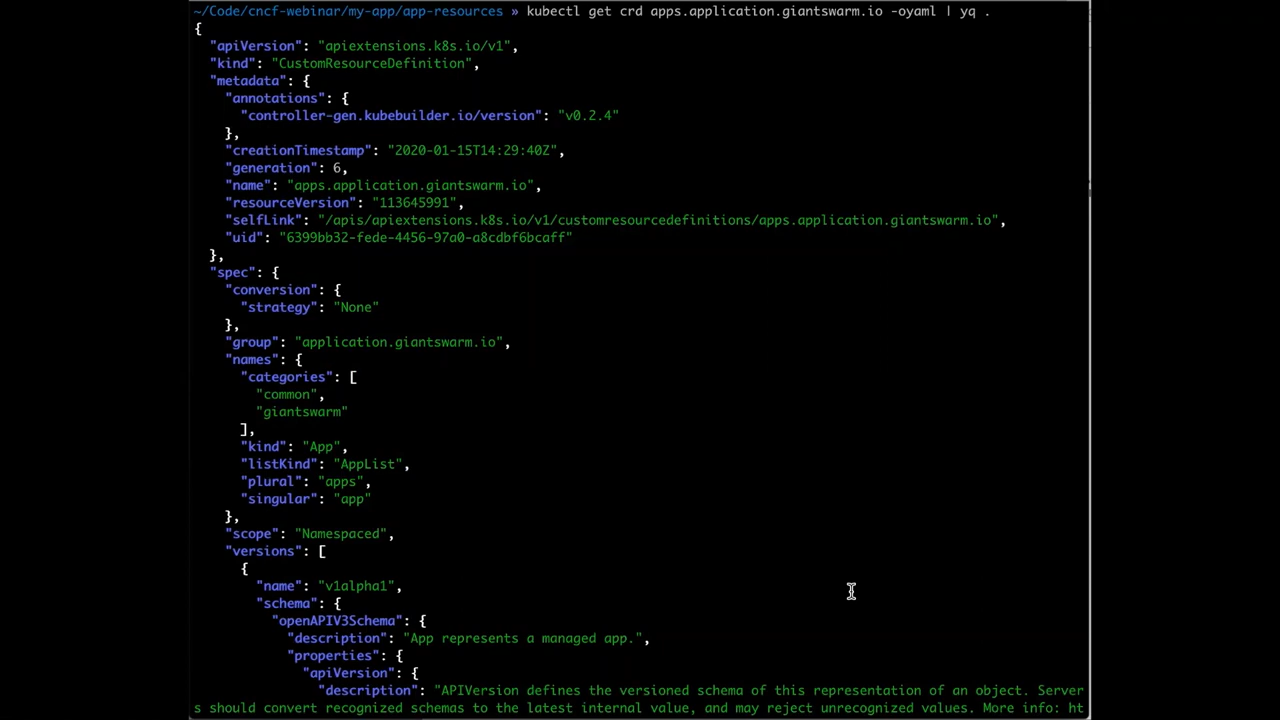 ~/Code/cncf-webinar/my-app/app-resources » kubectl get crd apps.application.giantswarm.io -oyaml | yq .
{
  "apiVersion": "apiextensions.k8s.io/v1",
  "kind": "CustomResourceDefinition",
  "metadata": {
    "annotations": {
      "controller-gen.kubebuilder.io/version": "v0.2.4"
    },
    "creationTimestamp": "2020-01-15T14:29:40Z",
    "generation": 6,
    "name": "apps.application.giantswarm.io",
    "resourceVersion": "113645991",
    "selfLink": "/apis/apiextensions.k8s.io/v1/customresourcedefinitions/apps.application.giantswarm.io",
    "uid": "6399bb32-fede-4456-97a0-a8cdbf6bcaff"
  },
  "spec": {
    "conversion": {
      "strategy": "None"
    },
    "group": "application.giantswarm.io",
    "names": {
      "categories": [
        "common",
        "giantswarm"
      ],
      "kind": "App",
      "listKind": "AppList",
      "plural": "apps",
      "singular": "app"
    },
    "scope": "Namespaced",
    "versions": [
      {
        "name": "v1alpha1",
        "schema": {
          "openAPIV3Schema": {
            "description": "App represents a managed app.",
            "properties": {
              "apiVersion": {
                "description": "APIVersion defines the versioned schema of this representation of an object. Server
s should convert recognized schemas to the latest internal value, and may reject unrecognized values. More info: ht